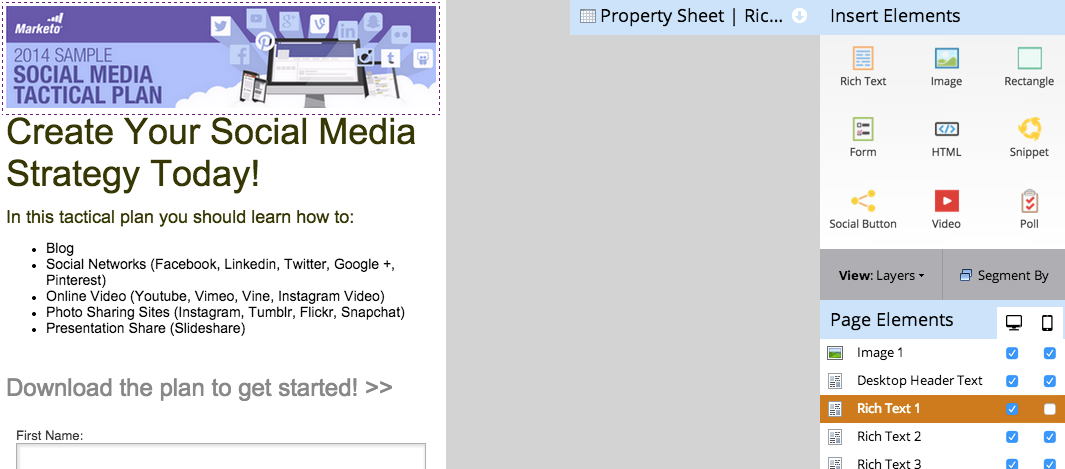 Marketo
2014 SAMPLE
SOCIAL MEDIA
TACTICAL PLAN
Create Your Social Media
Strategy Today!
In this tactical plan you should learn how to:
Blog
Social Networks (Facebook, Linkedin, Twitter, Google +,
Pinterest)
Online Video (Youtube, Vimeo, Vine, Instagram Video)
Photo Sharing Sites (Instagram, Tumblr, Flickr, Snapchat)
Presentation Share (Slideshare)
Download the plan to get started! >>
First Name:
Property Sheet | Ric...
Insert Elements
Rich Text
Image
Rectangle
Form
HTML
Snippet
Social Button
Video
Poll
View: Layers
Segment By
Page Elements
Image 1
Desktop Header Text
Rich Text 1
Rich Text 2
Rich Text 3